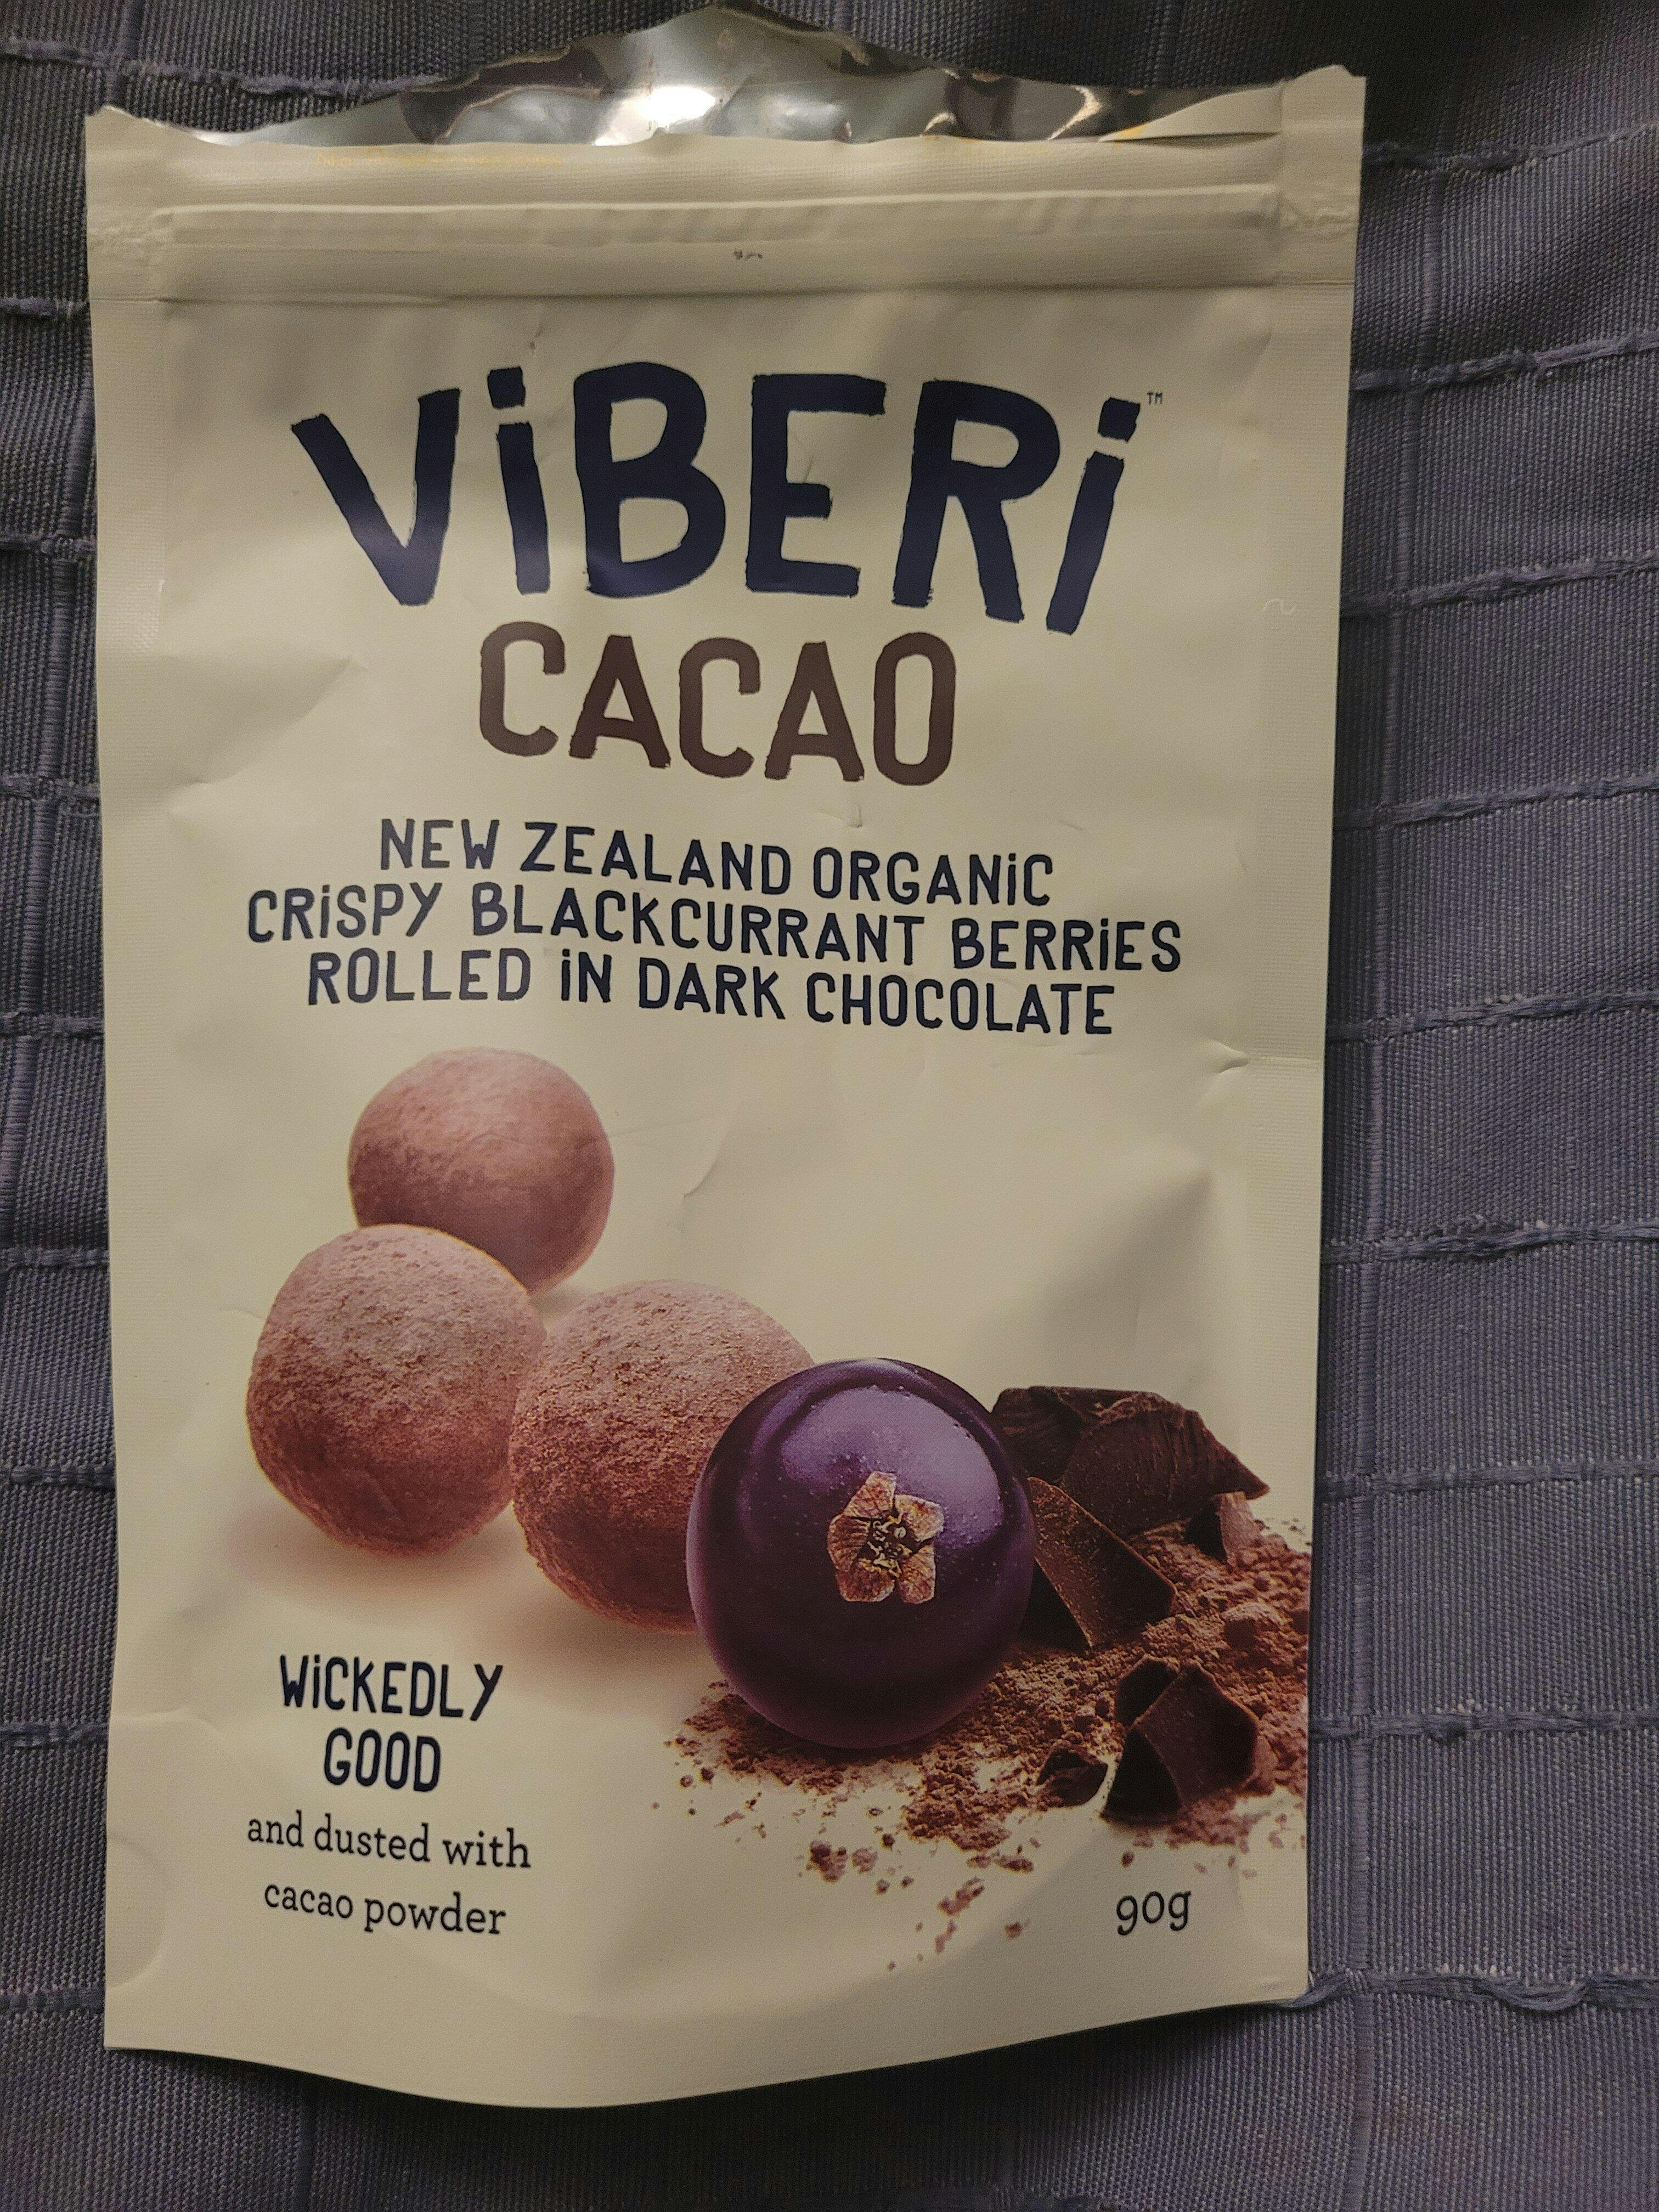 ViBERi™
CACAO
NEW ZEALAND ORGANiC
CRiSPY BLACKCURRANT BERRiES
ROLLED iN DARK CHOCOLATE
WiCKEDLY
GOOD
and dusted with
cacao powder
90g